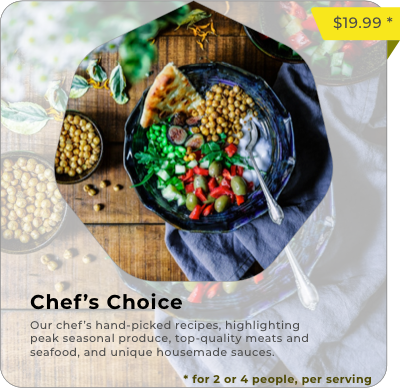 $19.99 *
Chef's Choice
Our chef's hand-picked recipes, highlighting
peak seasonal produce, top-quality meats and
seafood, and unique housemade sauces.
* for 2 or 4 people, per serving